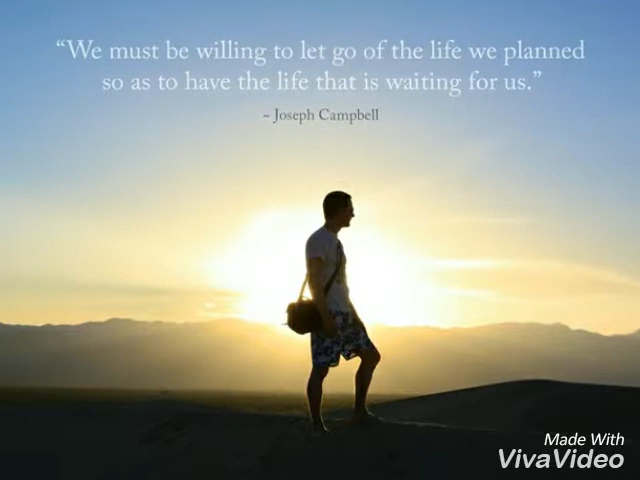 “We must be willing to let go of the life we planned
so as to have the life that is waiting for us.”
~ Joseph Campbell
Made With
VivaVideo